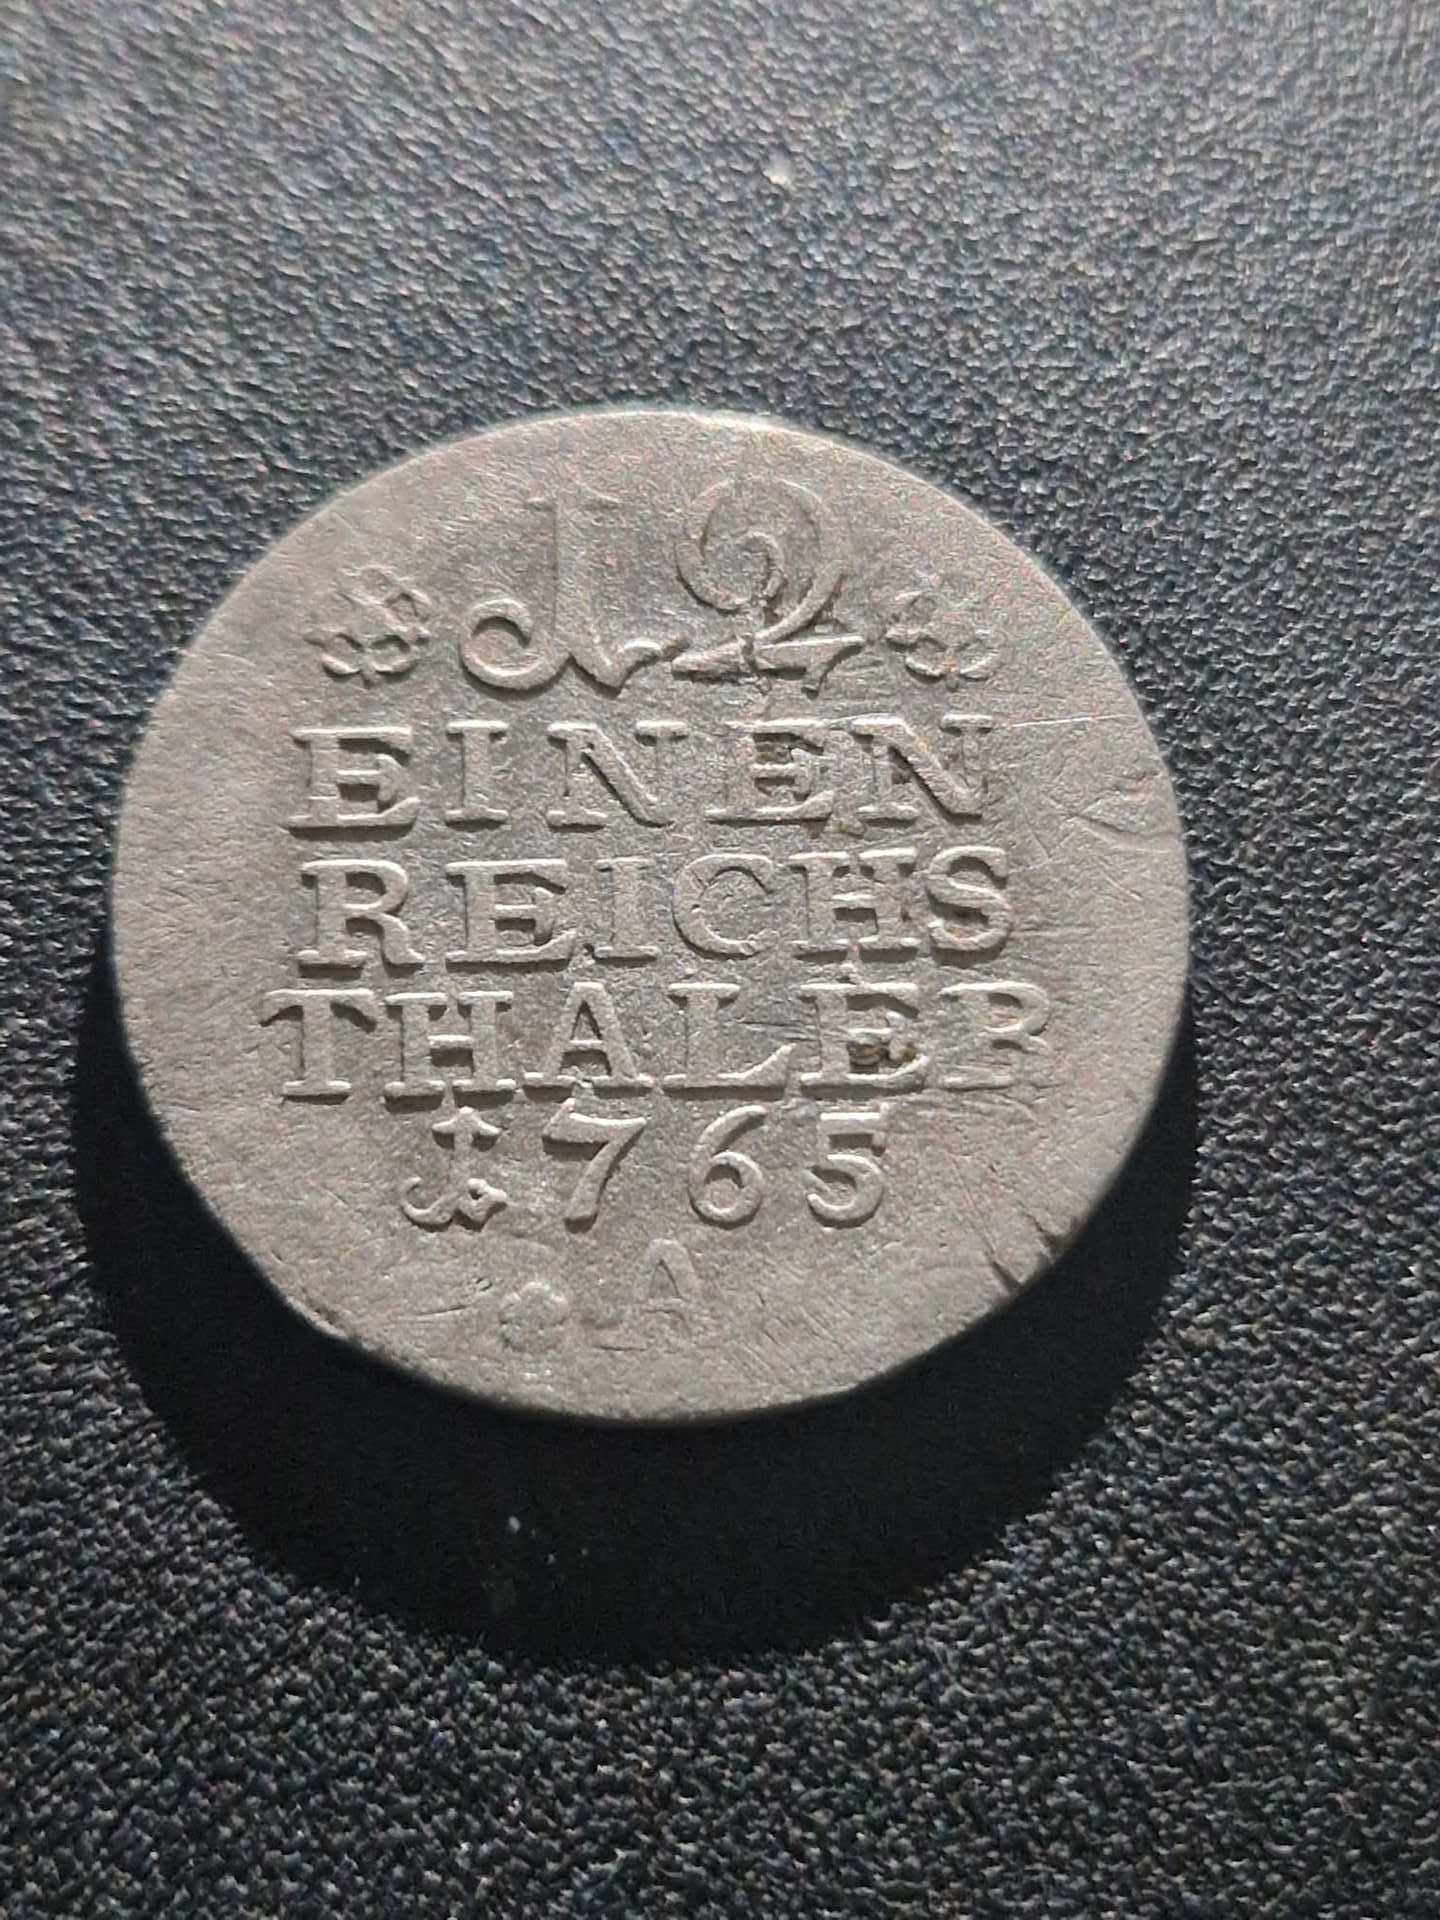 12
EINEN
REICHS
THALER
1765
A